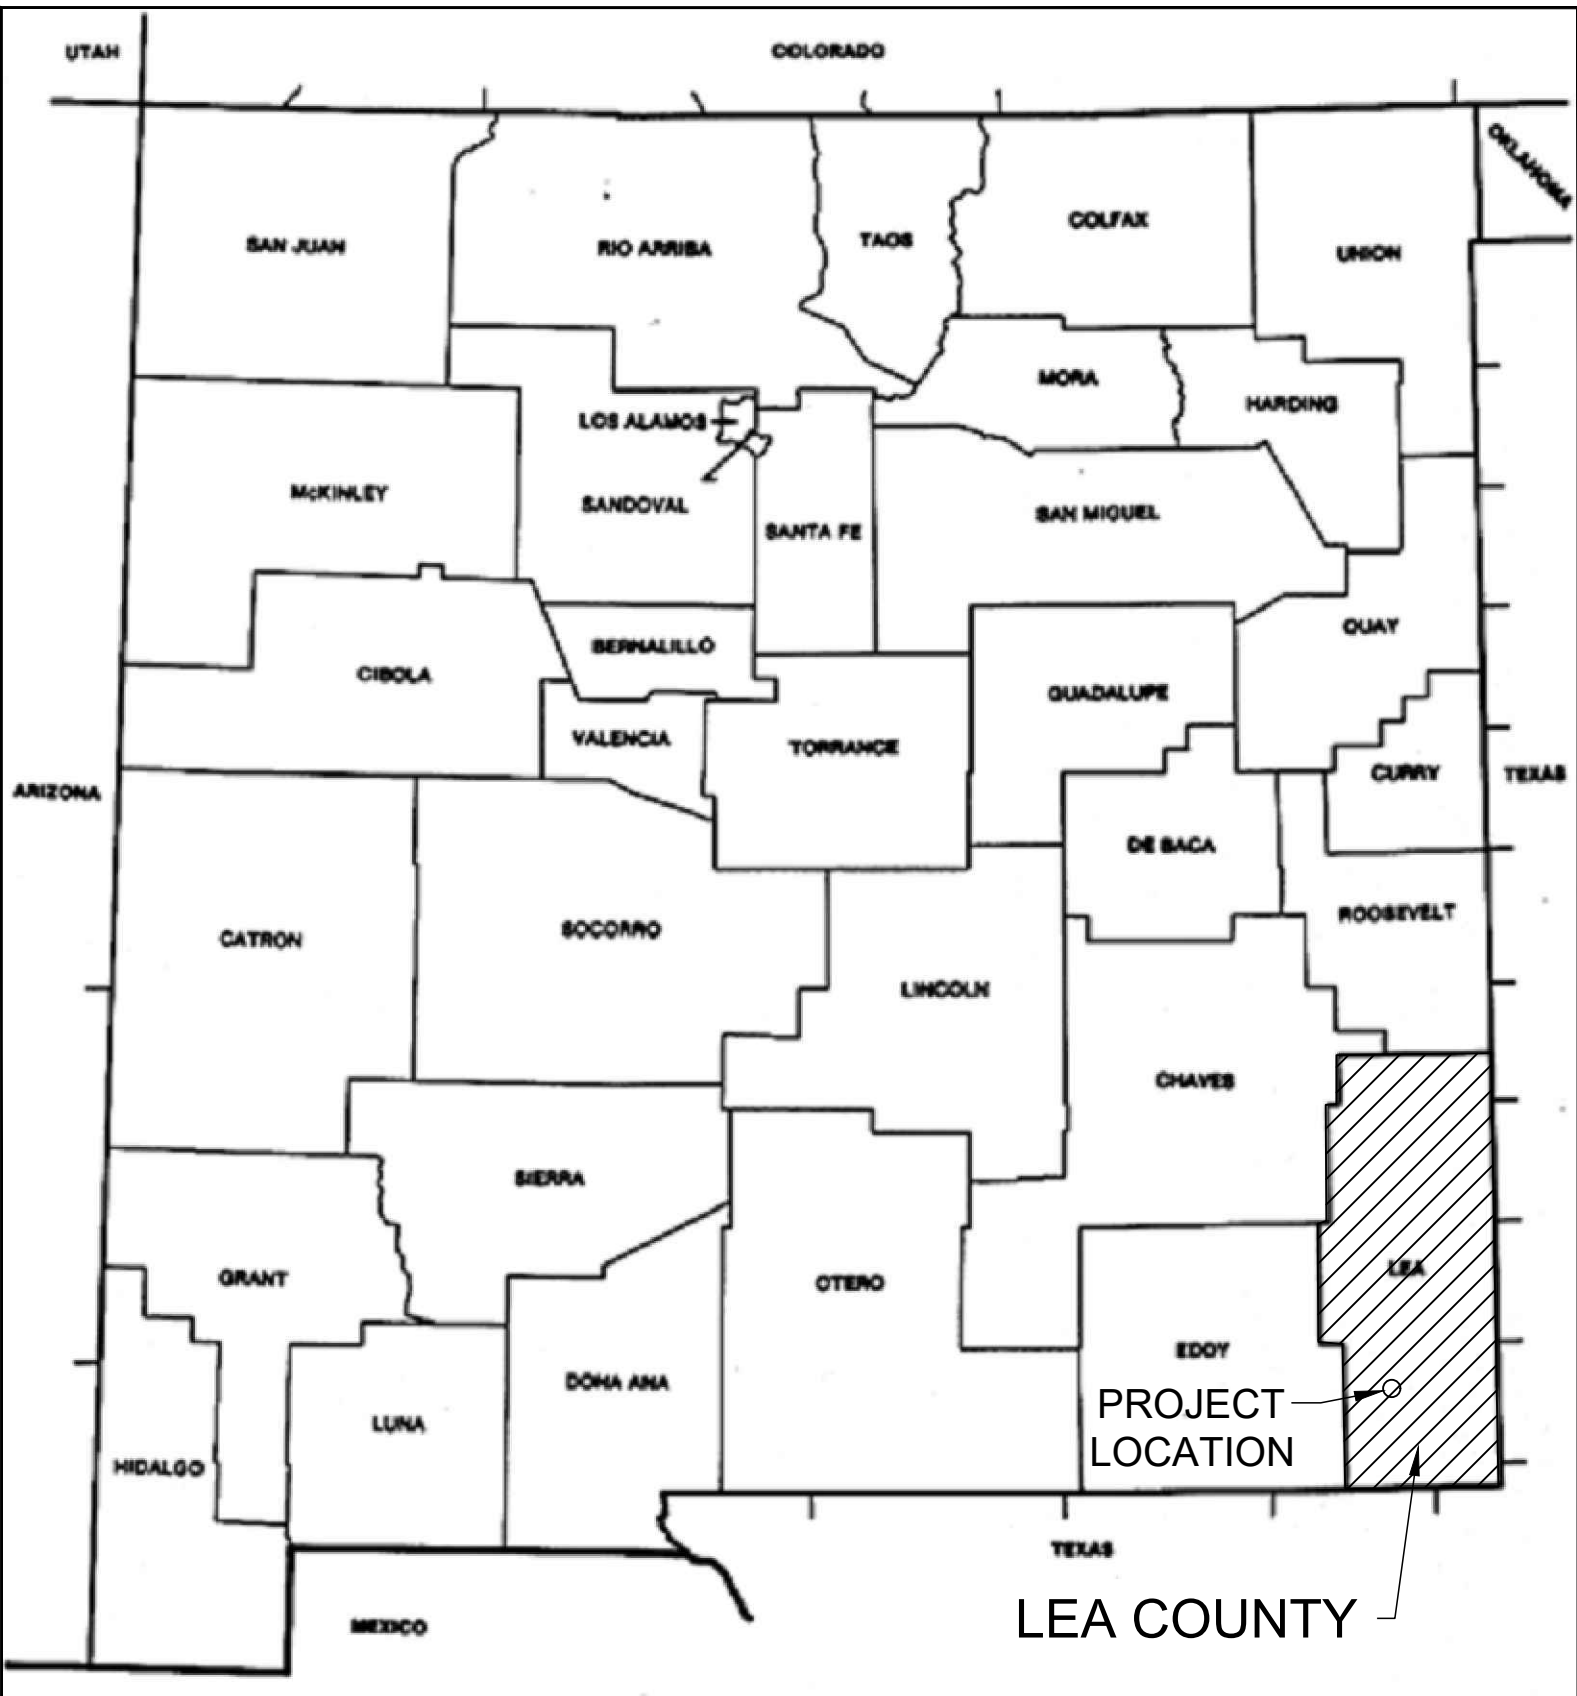 UTAH
COLORADO
OKLAHOMA
SAN JUAN
RIO ARRIBA
TAOS
COLFAX
UNION
MORA
HARDING
LOS ALAMOS
McKINLEY
SANDOVAL
SANTA FE
SAN MIGUEL
QUAY
BERNALILLO
CIBOLA
GUADALUPE
VALENCIA
TORRANCE
CURRY
TEXAS
ARIZONA
DE BACA
ROOSEVELT
CATRON
SOCORRO
LINCOLN
CHAVES
SIERRA
LEA
GRANT
OTERO
EDDY
DONA ANA
PROJECT
LOCATION
LUNA
HIDALGO
TEXAS
LEA COUNTY
MEXICO